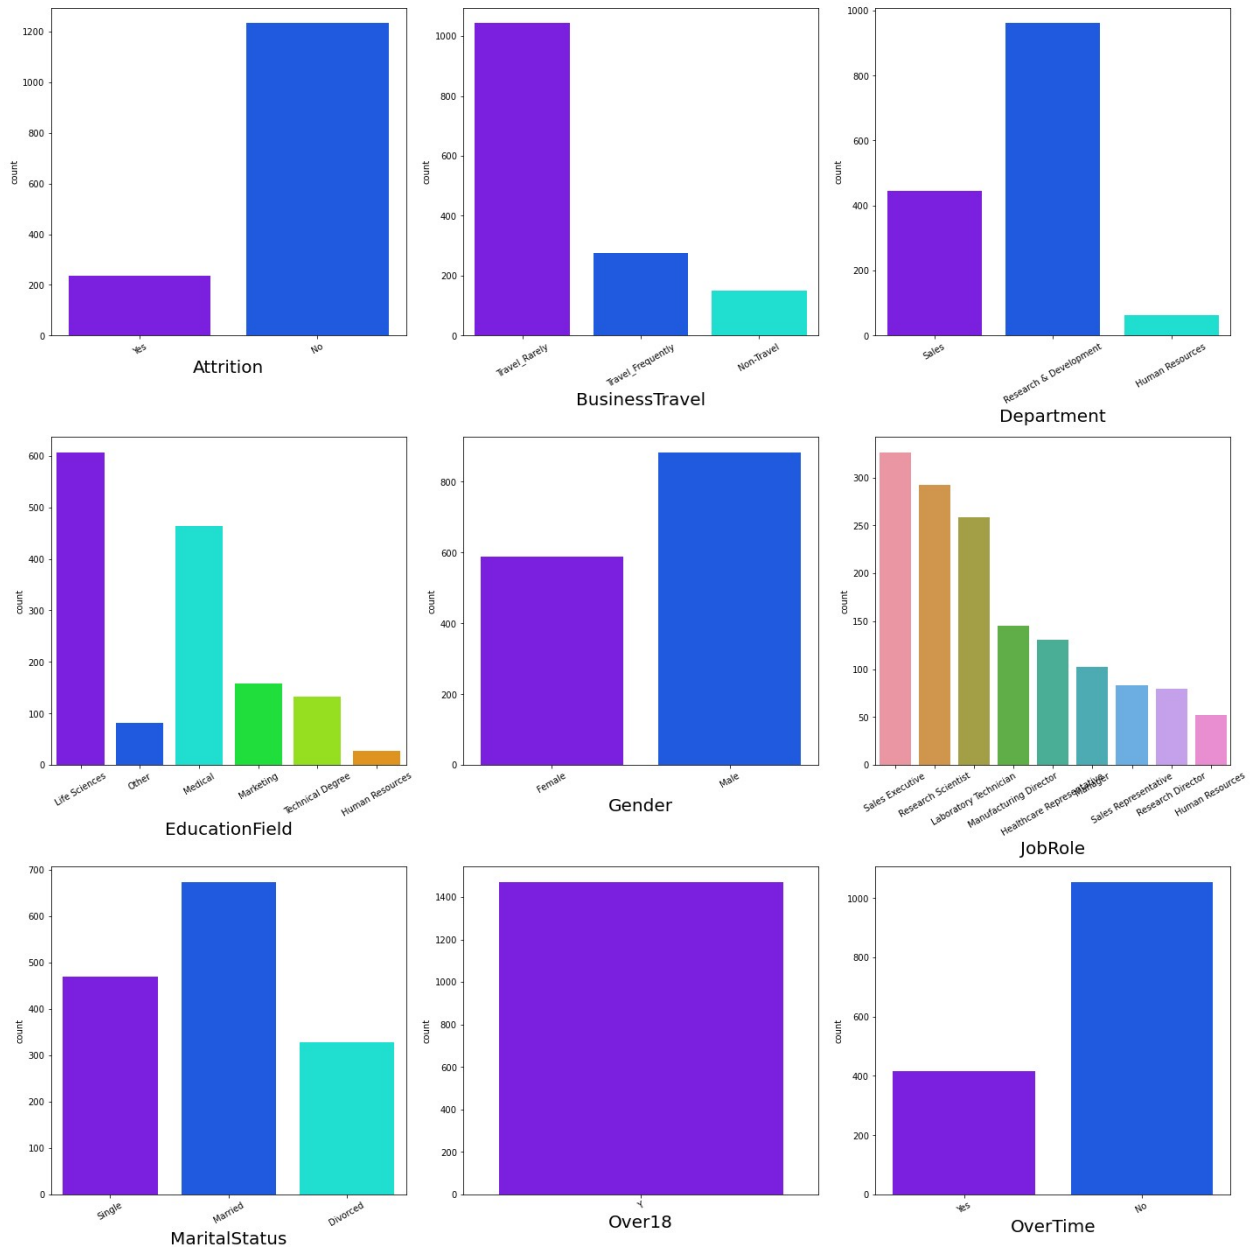 count
0
200
400
600
800
1000
1200
Yes
No
Attrition
count
0
200
400
600
800
1000
Travel_Rarely
Travel_Frequently
Non-Travel
BusinessTravel
count
0
200
400
600
800
1000
Sales
Research & Development
Human Resources
Department
count
0
100
200
300
400
500
600
Life Sciences
Other
Medical
Marketing
Technical Degree
Human Resources
EducationField
count
0
200
400
600
800
Female
Male
Gender
count
0
50
100
150
200
250
300
Sales Executive
Research Scientist
Laboratory Technician
Manufacturing Director
Healthcare Representative
Manager
Sales Representative
Research Director
Human Resources
JobRole
count
0
100
200
300
400
500
600
700
Single
Married
Divorced
MaritalStatus
count
0
200
400
600
800
1000
1200
1400
Y
Over18
count
0
200
400
600
800
1000
Yes
No
OverTime